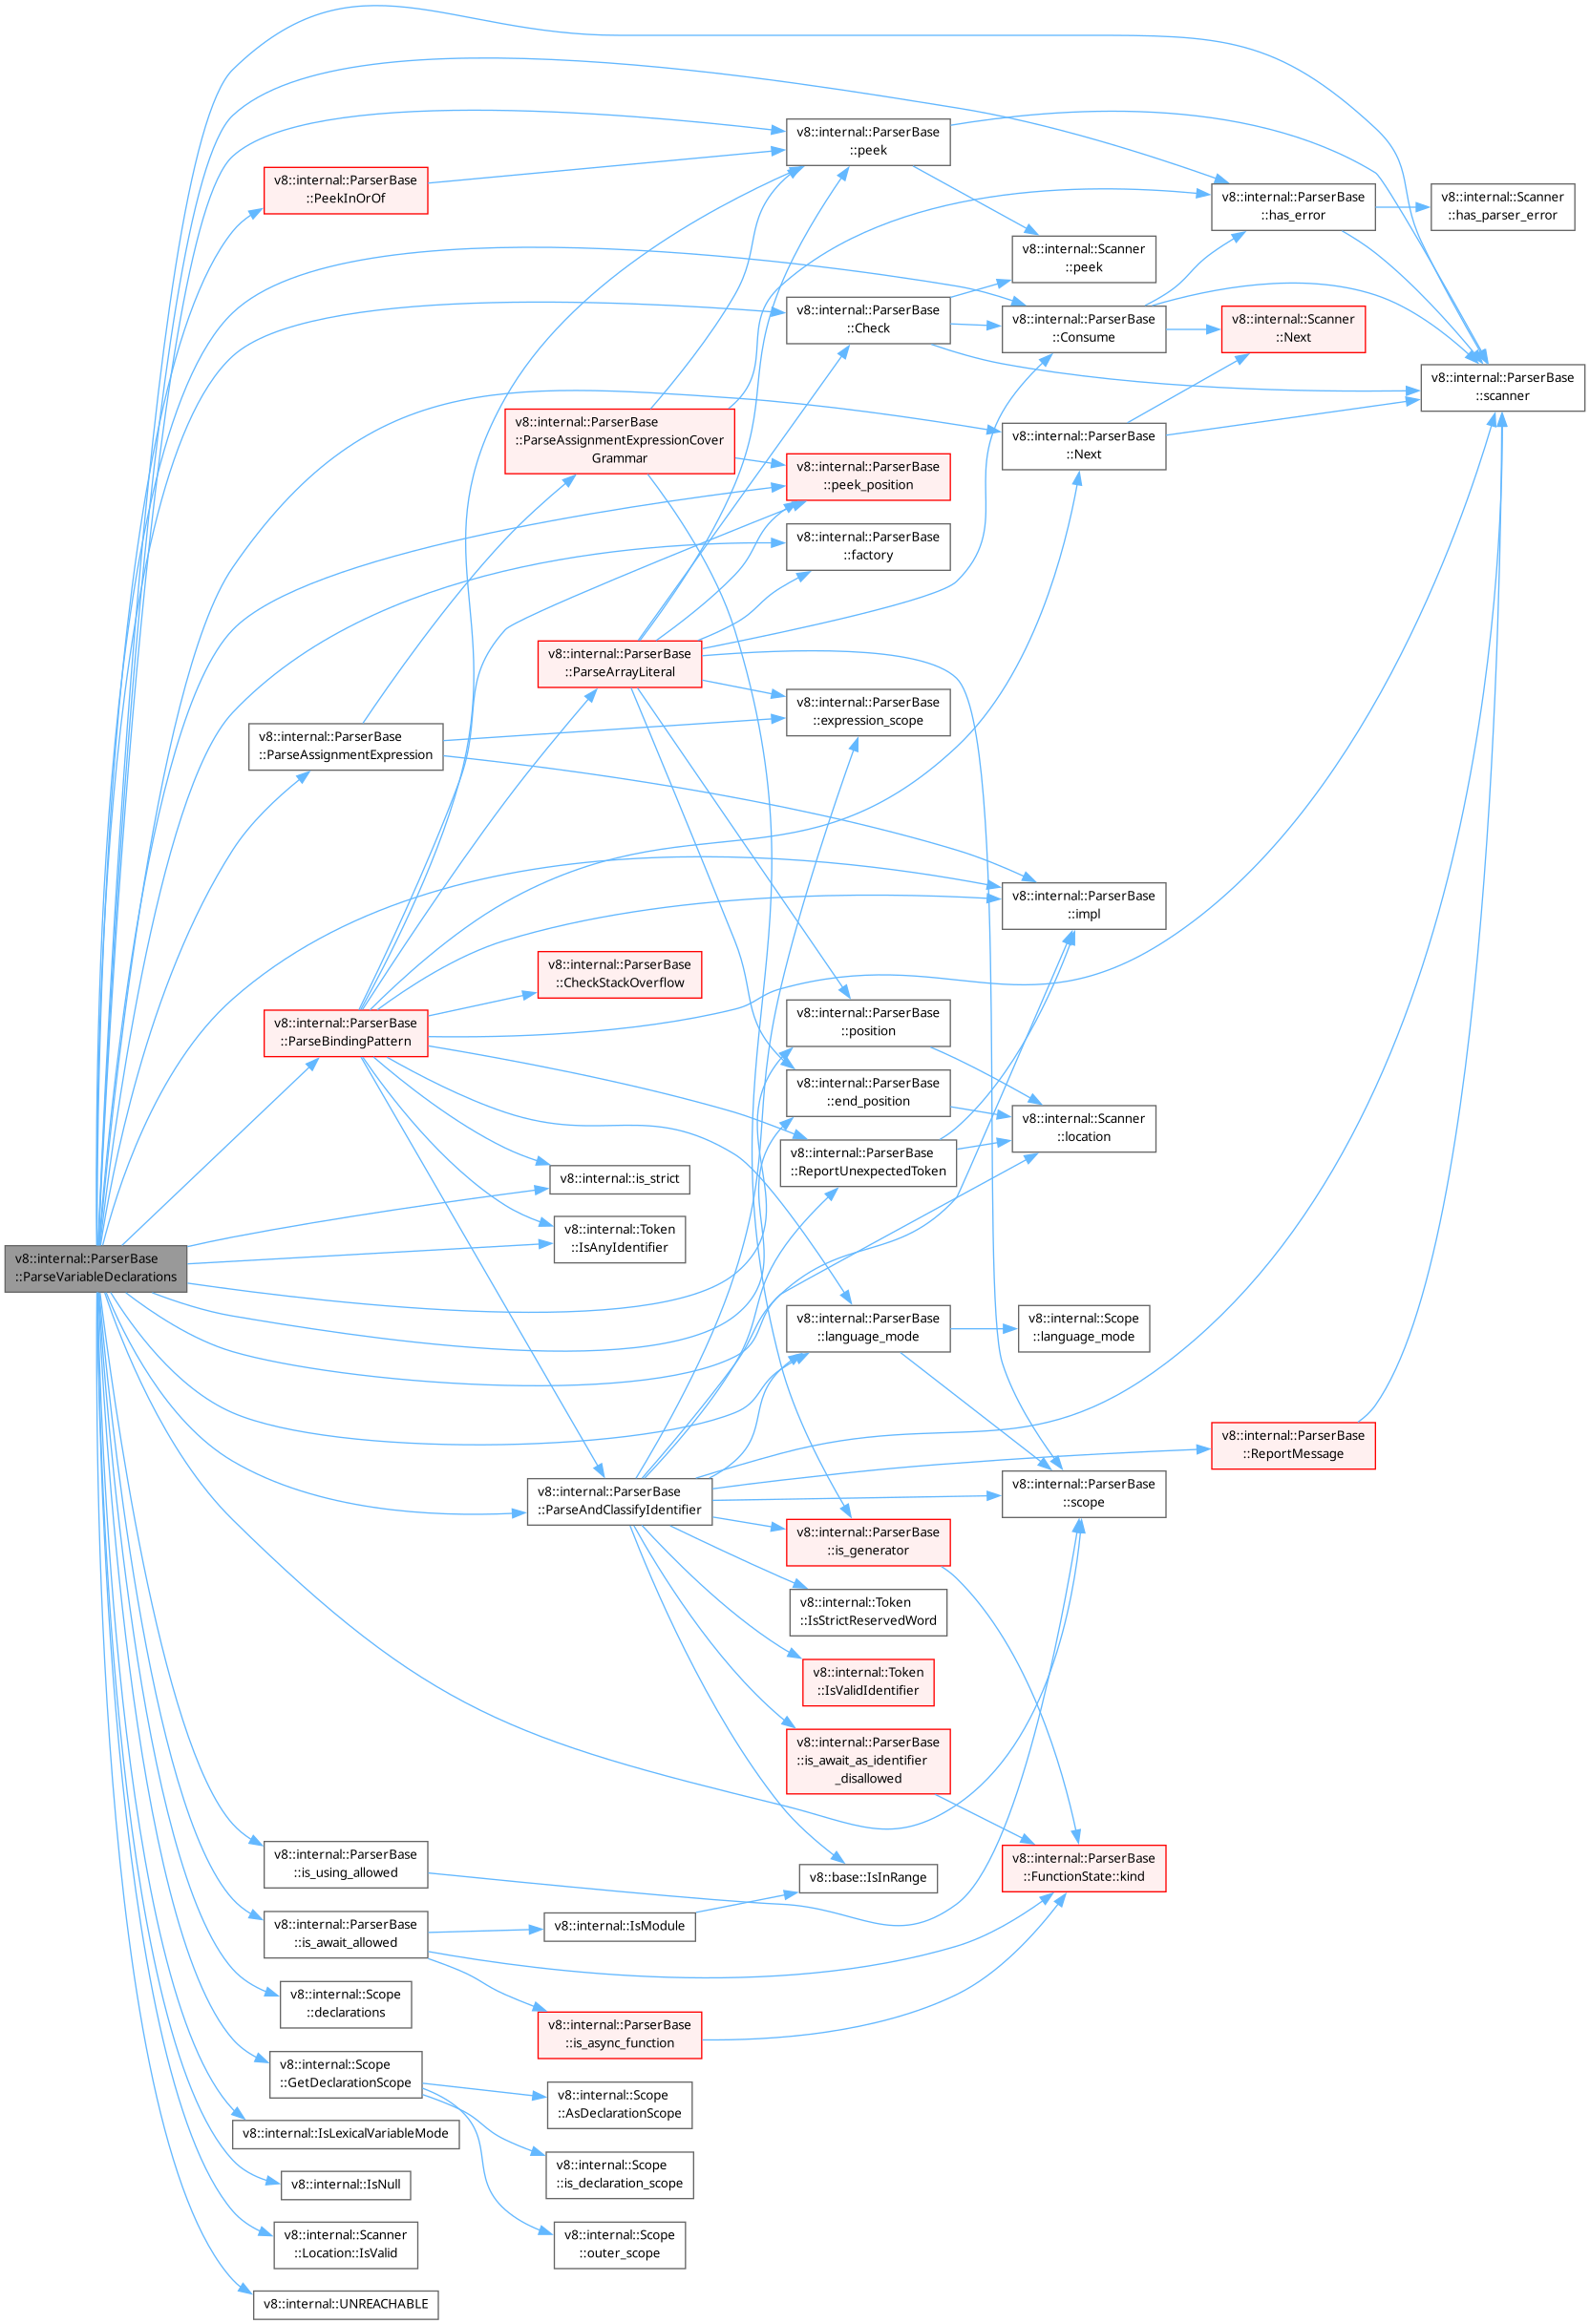 v8::internal::ParserBase
::ParseVariableDeclarations
v8::internal::ParserBase
::PeekInOrOf
v8::internal::ParserBase
::ParseAssignmentExpression
v8::internal::ParserBase
::ParseBindingPattern
v8::internal::ParserBase
::is_using_allowed
v8::internal::ParserBase
::is_await_allowed
v8::internal::Scope
::declarations
v8::internal::Scope
::GetDeclarationScope
v8::internal::IsLexicalVariableMode
v8::internal::IsNull
v8::internal::Scanner
::Location::IsValid
v8::internal::UNREACHABLE
v8::internal::ParserBase
::ParseAssignmentExpressionCover
Grammar
v8::internal::ParserBase
::ParseArrayLiteral
v8::internal::ParserBase
::CheckStackOverflow
v8::internal::is_strict
v8::internal::Token
::IsAnyIdentifier
v8::internal::ParserBase
::ParseAndClassifyIdentifier
v8::internal::IsModule
v8::internal::ParserBase
::is_async_function
v8::internal::Scope
::AsDeclarationScope
v8::internal::Scope
::is_declaration_scope
v8::internal::Scope
::outer_scope
v8::internal::ParserBase
::peek
v8::internal::ParserBase
::Check
v8::internal::ParserBase
::peek_position
v8::internal::ParserBase
::factory
v8::internal::ParserBase
::expression_scope
v8::internal::ParserBase
::position
v8::internal::ParserBase
::end_position
v8::internal::ParserBase
::ReportUnexpectedToken
v8::internal::ParserBase
::language_mode
v8::internal::ParserBase
::is_generator
v8::internal::Token
::IsStrictReservedWord
v8::internal::Token
::IsValidIdentifier
v8::internal::ParserBase
::is_await_as_identifier
_disallowed
v8::base::IsInRange
v8::internal::Scanner
::peek
v8::internal::ParserBase
::Consume
v8::internal::ParserBase
::Next
v8::internal::ParserBase
::impl
v8::internal::Scanner
::location
v8::internal::Scope
::language_mode
v8::internal::ParserBase
::scope
v8::internal::ParserBase
::FunctionState::kind
v8::internal::ParserBase
::has_error
v8::internal::Scanner
::Next
v8::internal::ParserBase
::ReportMessage
v8::internal::Scanner
::has_parser_error
v8::internal::ParserBase
::scanner